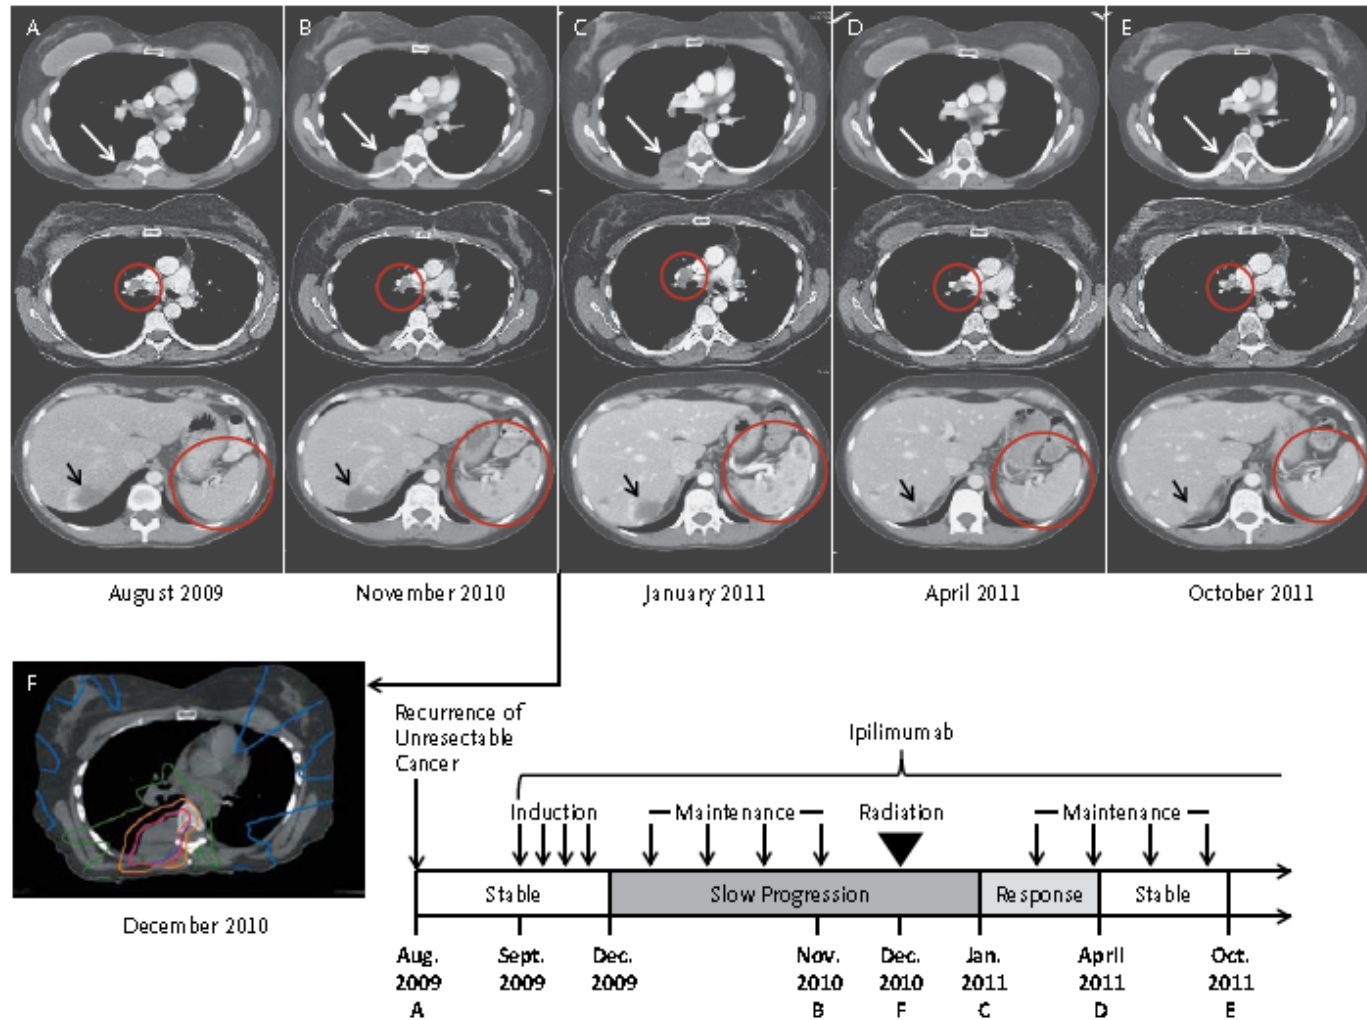 A B C D E
August 2009 November 2010 January 2011 April 2011 October 2011
F
December 2010
Recurrence of
Unresectable
Cancer
Ipilimumab
Induction Maintenance Radiation Maintenance
Stable Slow Progression Response Stable
Aug. Sept. Dec. Nov. Dec. Jan. April Oct.
2009 2009 2009 2010 2010 2011 2011 2011
A B F C D E